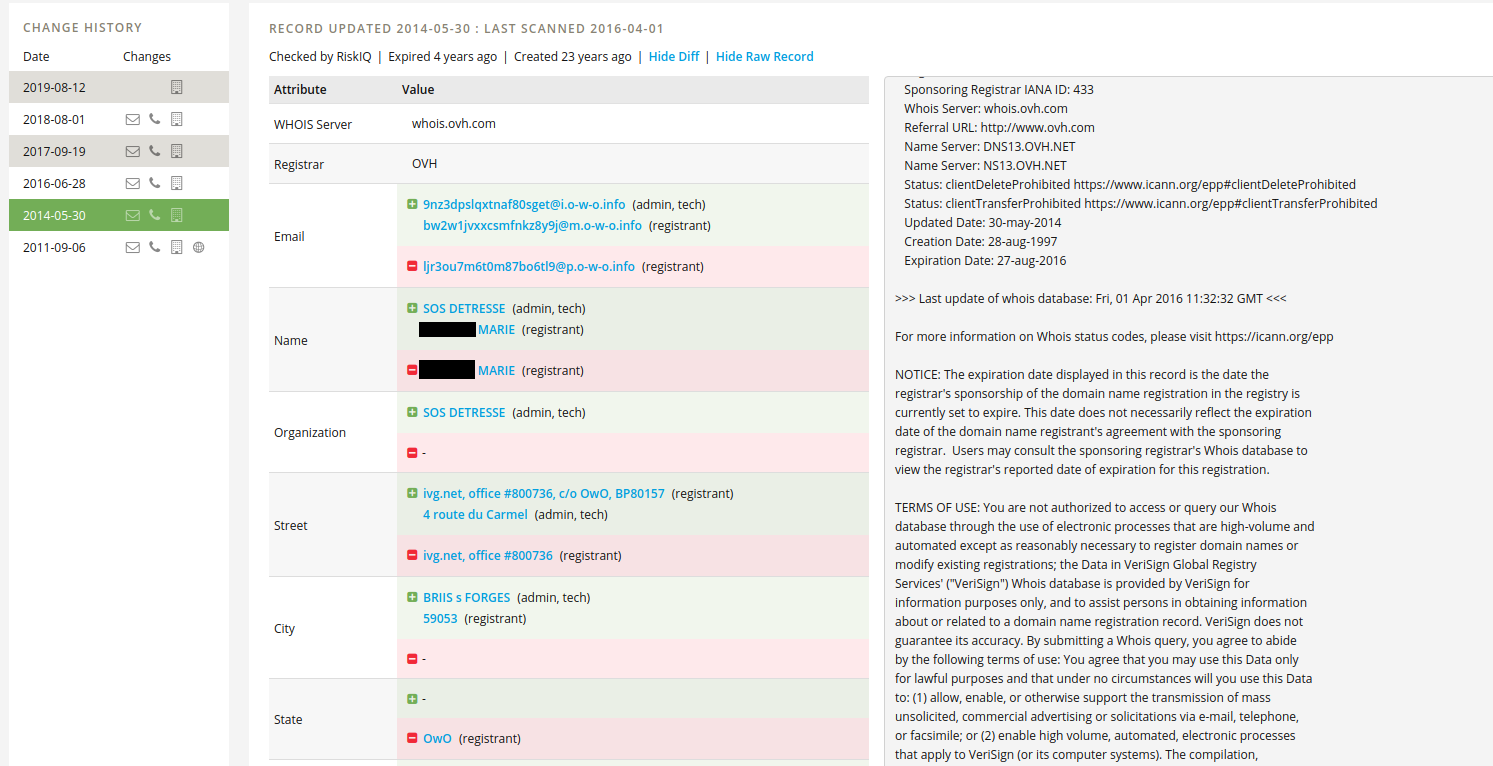 CHANGE HISTORY
Date Changes
2019-08-12
2018-08-01
2017-09-19
2016-06-28
2014-05-30
2011-09-06
RECORD UPDATED 2014-05-30 : LAST SCANNED 2016-04-01
Checked by RiskIQ | Expired 4 years ago | Created 23 years ago | Hide Diff | Hide Raw Record
Attribute Value
WHOIS Server whois.ovh.com
Registrar OVH
Email
9nz3dpslqxtnaf80sget@i.o-w-o.info (admin, tech)
bw2w1jvxxcsmfnkz8y9j@m.o-w-o.info (registrant)
ljr3ou7m6t0m87bo6tl9@p.o-w-o.info (registrant)
Name
SOS DETRESSE (admin, tech)
MARIE (registrant)
MARIE (registrant)
Organization
SOS DETRESSE (admin, tech)
-
Street
ivg.net, office #800736, c/o OwO, BP80157 (registrant)
4 route du Carmel (admin, tech)
ivg.net, office #800736 (registrant)
City
BRIIS s FORGES (admin, tech)
59053 (registrant)
-
State
-
OwO (registrant)
Sponsoring Registrar IANA ID: 433
Whois Server: whois.ovh.com
Referral URL: http://www.ovh.com
Name Server: DNS13.OVH.NET
Name Server: NS13.OVH.NET
Status: clientDeleteProhibited https://www.icann.org/epp#clientDeleteProhibited
Status: clientTransferProhibited https://www.icann.org/epp#clientTransferProhibited
Updated Date: 30-may-2014
Creation Date: 28-aug-1997
Expiration Date: 27-aug-2016
>>> Last update of whois database: Fri, 01 Apr 2016 11:32:32 GMT <<<
For more information on Whois status codes, please visit https://icann.org/epp
NOTICE: The expiration date displayed in this record is the date the
registrar's sponsorship of the domain name registration in the registry is
currently set to expire. This date does not necessarily reflect the expiration
date of the domain name registrant's agreement with the sponsoring
registrar. Users may consult the sponsoring registrar's Whois database to
view the registrar's reported date of expiration for this registration.
TERMS OF USE: You are not authorized to access or query our Whois
database through the use of electronic processes that are high-volume and
automated except as reasonably necessary to register domain names or
modify existing registrations; the Data in VeriSign Global Registry
Services' ("VeriSign") Whois database is provided by VeriSign for
information purposes only, and to assist persons in obtaining information
about or related to a domain name registration record. VeriSign does not
guarantee its accuracy. By submitting a Whois query, you agree to abide
by the following terms of use: You agree that you may use this Data only
for lawful purposes and that under no circumstances will you use this Data
to: (1) allow, enable, or otherwise support the transmission of mass
unsolicited, commercial advertising or solicitations via e-mail, telephone,
or facsimile; or (2) enable high volume, automated, electronic processes
that apply to VeriSign (or its computer systems). The compilation,